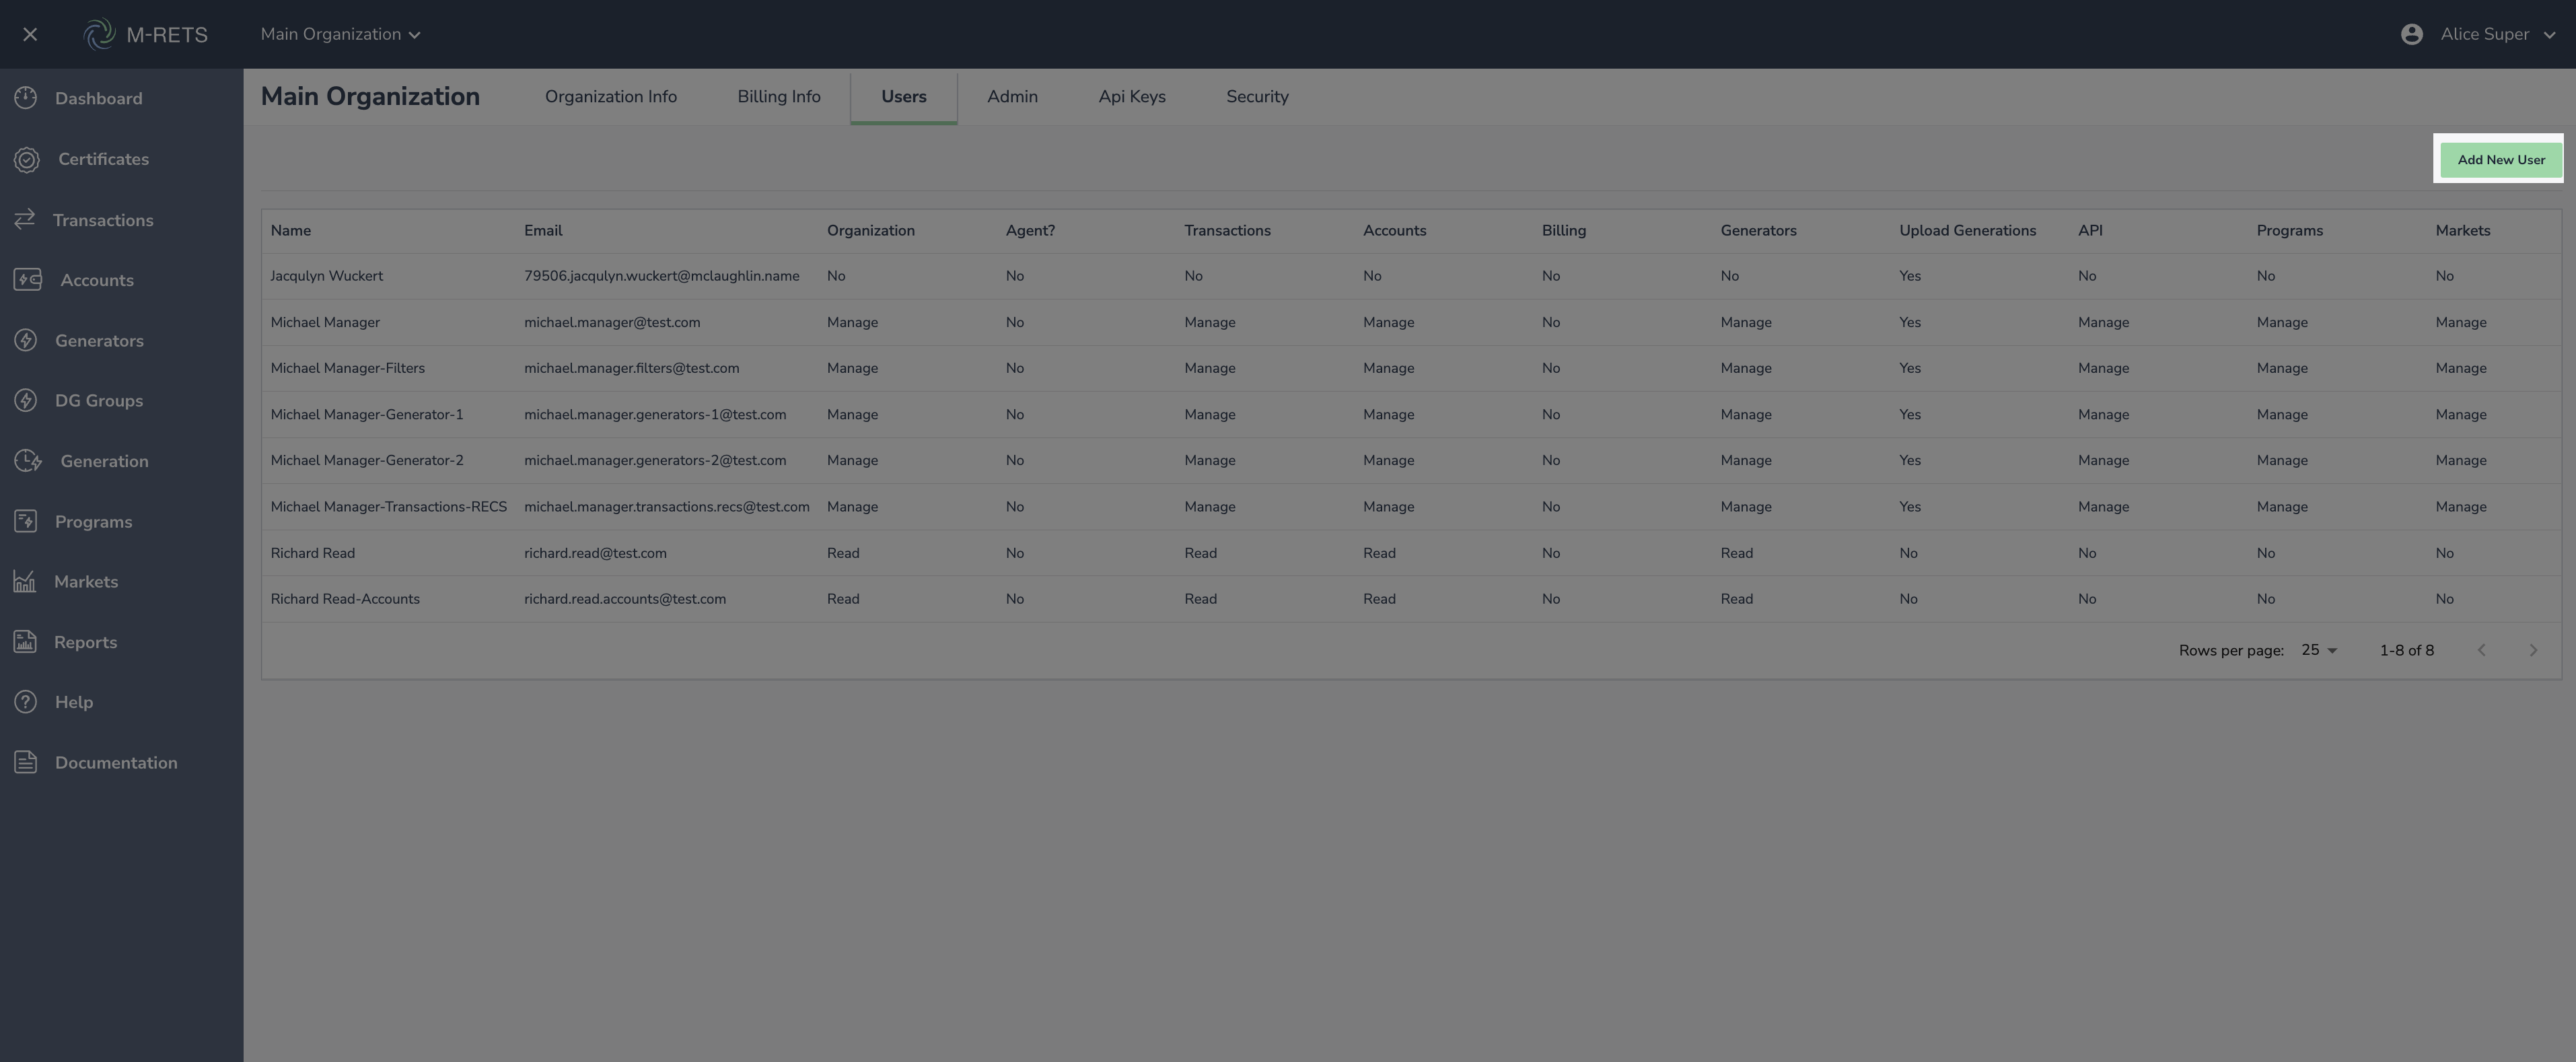 M-RETS
Main Organization
Alice Super
Dashboard
Certificates
Transactions
Accounts
Generators
DG Groups
Generation
Programs
Markets
Reports
Help
Documentation
Main Organization Organization Info Billing Info Users Admin Api Keys Security
Add New User
Name Email Organization Agent? Transactions Accounts Billing Generators Upload Generations API Programs Markets
Jacqulyn Wuckert 79506.jacqulyn.wuckert@mclaughlin.name No No No No No No Yes No No No
Michael Manager michael.manager@test.com Manage No Manage Manage No Manage Yes Manage Manage Manage
Michael Manager-Filters michael.manager.filters@test.com Manage No Manage Manage No Manage Yes Manage Manage Manage
Michael Manager-Generator-1 michael.manager.generators-1@test.com Manage No Manage Manage No Manage Yes Manage Manage Manage
Michael Manager-Generator-2 michael.manager.generators-2@test.com Manage No Manage Manage No Manage Yes Manage Manage Manage
Michael Manager-Transactions-RECS michael.manager.transactions.recs@test.com Manage No Manage Manage No Manage Yes Manage Manage Manage
Richard Read richard.read@test.com Read No Read Read No Read No No No No
Richard Read-Accounts richard.read.accounts@test.com Read No Read Read No Read No No No No
Rows per page: 25 1-8 of 8